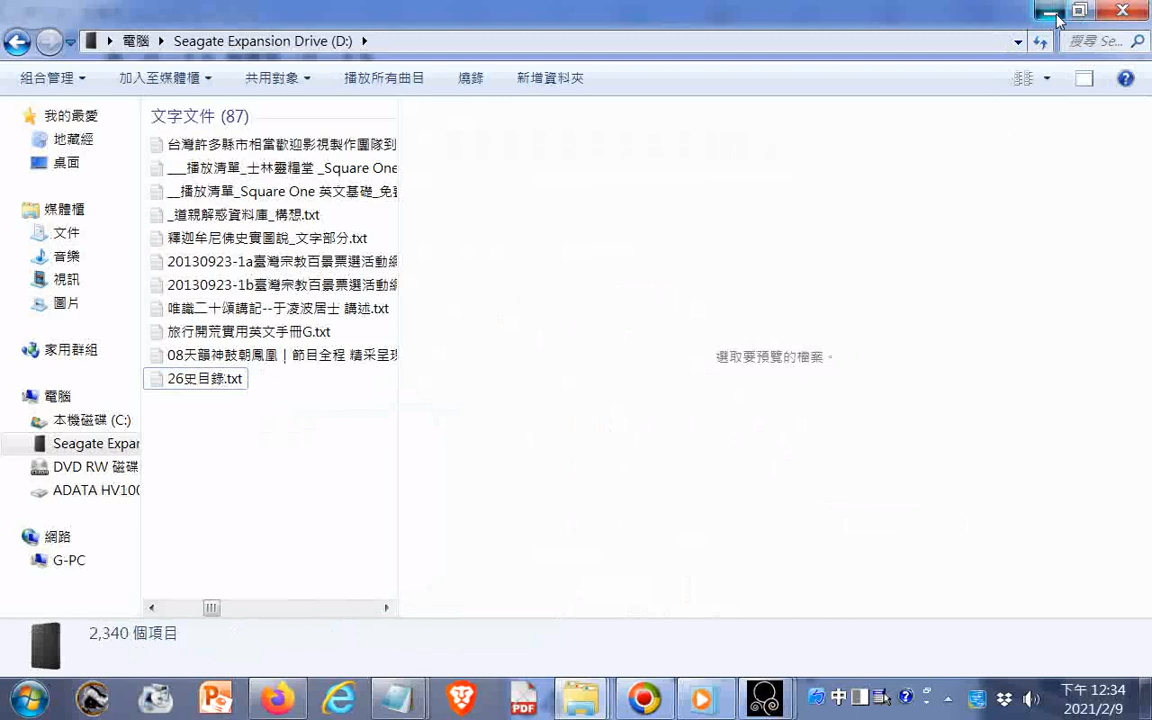 電腦 Seagate Expansion Drive (D:) 搜尋 Se...
組合管理 加入至媒體櫃 共用對象 播放所有曲目 燒錄 新增資料夾
我的最愛
地藏經
桌面
媒體櫃
文件
音樂
視訊
圖片
家用群組
電腦
本機磁碟 (C:)
Seagate Expan
DVD RW 磁碟
ADATA HV100
網路
G-PC
文字文件 (87)
台灣許多縣市相當歡迎影視製作團隊到
___播放清單_士林靈糧堂 _Square One
__播放清單_Square One 英文基礎_免費
_道親解惑資料庫_構想.txt
釋迦牟尼佛史實圖說_文字部分.txt
20130923-1a臺灣宗教百景票選活動網
20130923-1b臺灣宗教百景票選活動網
唯識二十頌講記--于凌波居士 講述.txt
旅行開荒實用英文手冊G.txt
08天韻神鼓朝鳳凰｜節目全程 精采呈現
26史目錄.txt
選取要預覽的檔案。
2,340 個項目
PDF
中
下午 12:34
2021/2/9